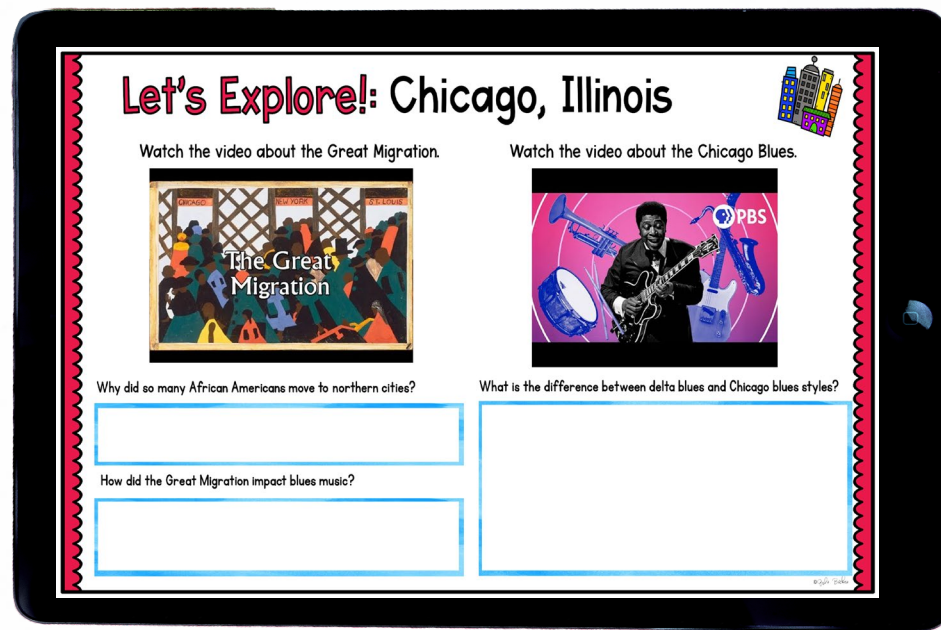 Let's Explore!: Chicago, Illinois
Watch the video about the Great Migration.
CHICAGO
NEW YORK
ST. LOUIS
The Great
Migration
Why did so many African Americans move to northern cities?
How did the Great Migration impact blues music?
Watch the video about the Chicago Blues.
PBS
What is the difference between delta blues and Chicago blues styles?